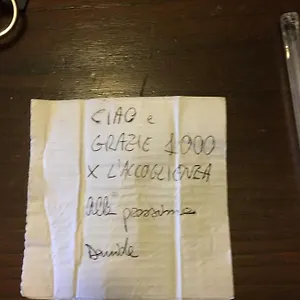 CIAO e
GRAZIE 1000
X L'ACCOGLIENZA
Alla prossima
Davide